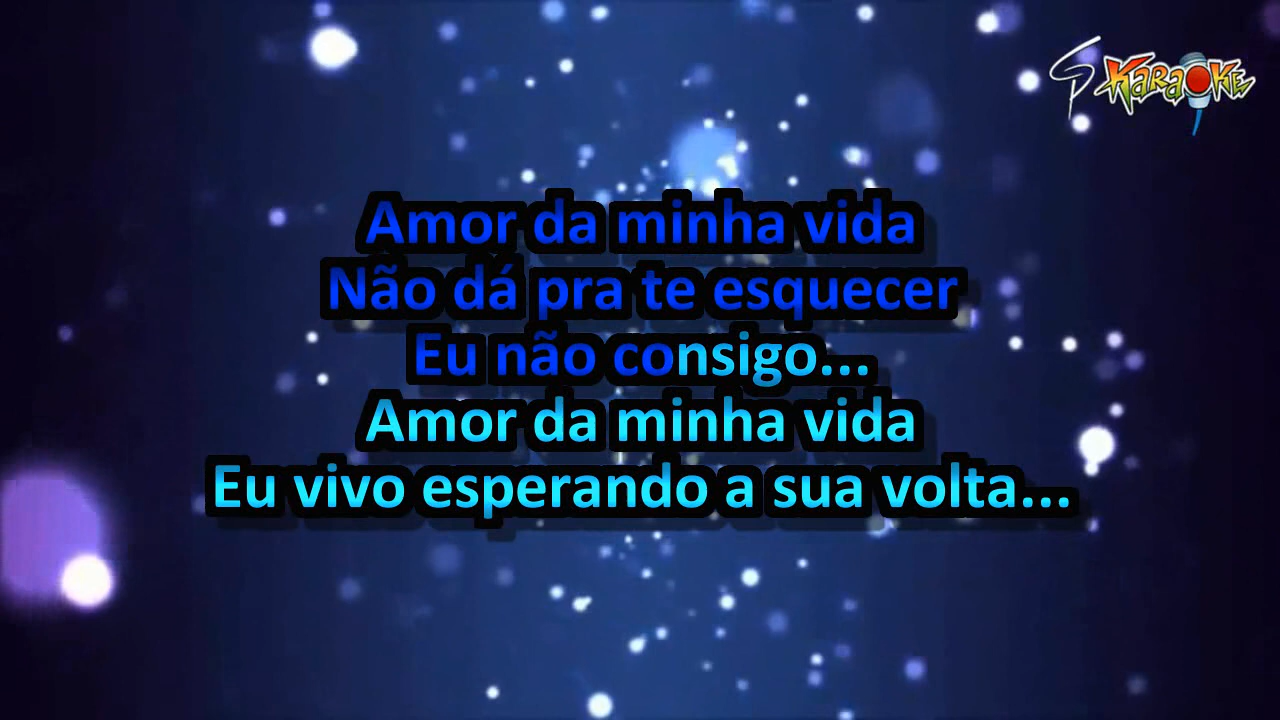 SP Karaoke
Amor da minha vida
Não dá pra te esquecer
Eu não consigo...
Amor da minha vida
Eu vivo esperando a sua volta...